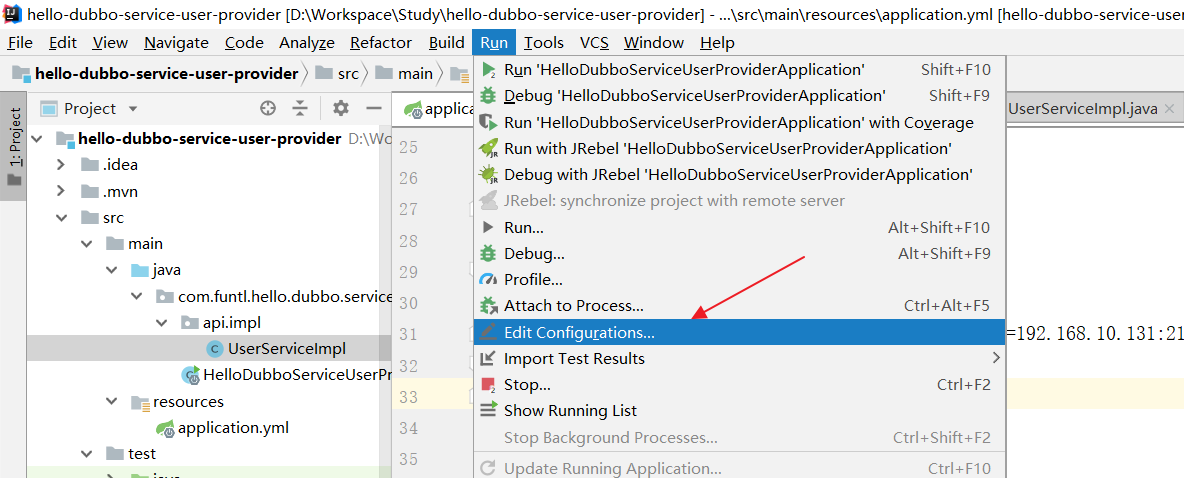 hello-dubbo-service-user-provider [D:\Workspace\Study\hello-dubbo-service-user-provider] - ...\src\main\resources\application.yml [hello-dubbo-service-user
File Edit View Navigate Code Analyze Refactor Build Run Tools VCS Window Help
hello-dubbo-service-user-provider src main
1: Project
Project
applica
UserServiceImpl.java
hello-dubbo-service-user-provider D:\Wo
.idea
.mvn
src
main
java
com.funtl.hello.dubbo.service
api.impl
UserServiceImpl
HelloDubboServiceUserPr
resources
application.yml
test
java
25
26
27
28
29
30
31
32
33
34
35
Run 'HelloDubboServiceUserProviderApplication' Shift+F10
Debug 'HelloDubboServiceUserProviderApplication' Shift+F9
Run 'HelloDubboServiceUserProviderApplication' with Coverage
Run with JRebel 'HelloDubboServiceUserProviderApplication'
Debug with JRebel 'HelloDubboServiceUserProviderApplication'
JRebel: synchronize project with remote server
Run... Alt+Shift+F10
Debug... Alt+Shift+F9
Profile...
Attach to Process... Ctrl+Alt+F5
Edit Configurations...
Import Test Results
Stop... Ctrl+F2
Show Running List
Stop Background Processes... Ctrl+Shift+F2
Update Running Application... Ctrl+F10
=192.168.10.131:21